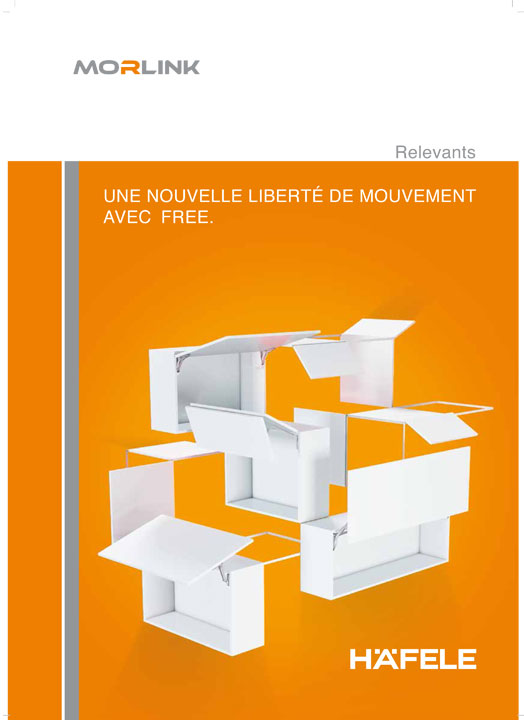 MORLINK
Relevants
UNE NOUVELLE LIBERTÉ DE MOUVEMENT
AVEC FREE.
HÄFELE